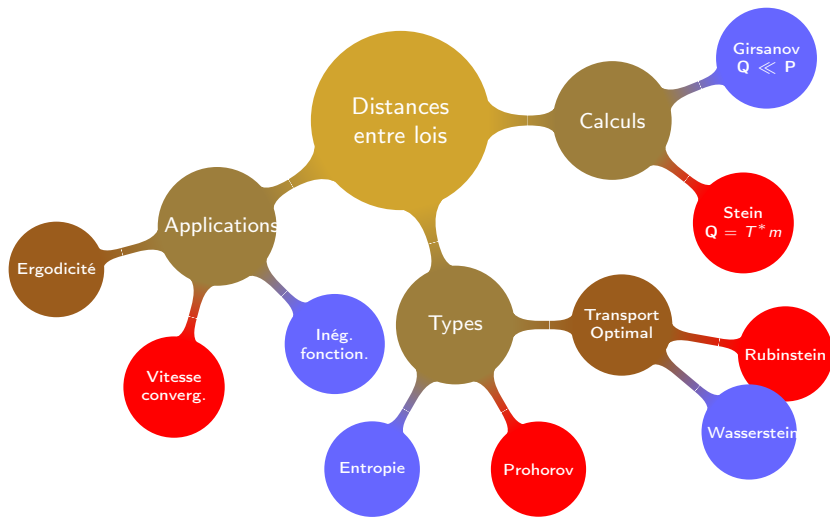 Distances
entre lois
Calculs
Girsanov
Q ≪ P
Stein
Q = T* m
Applications
Ergodicité
Vitesse
converg.
Inég.
fonction.
Types
Transport
Optimal
Rubinstein
Wasserstein
Entropie
Prohorov